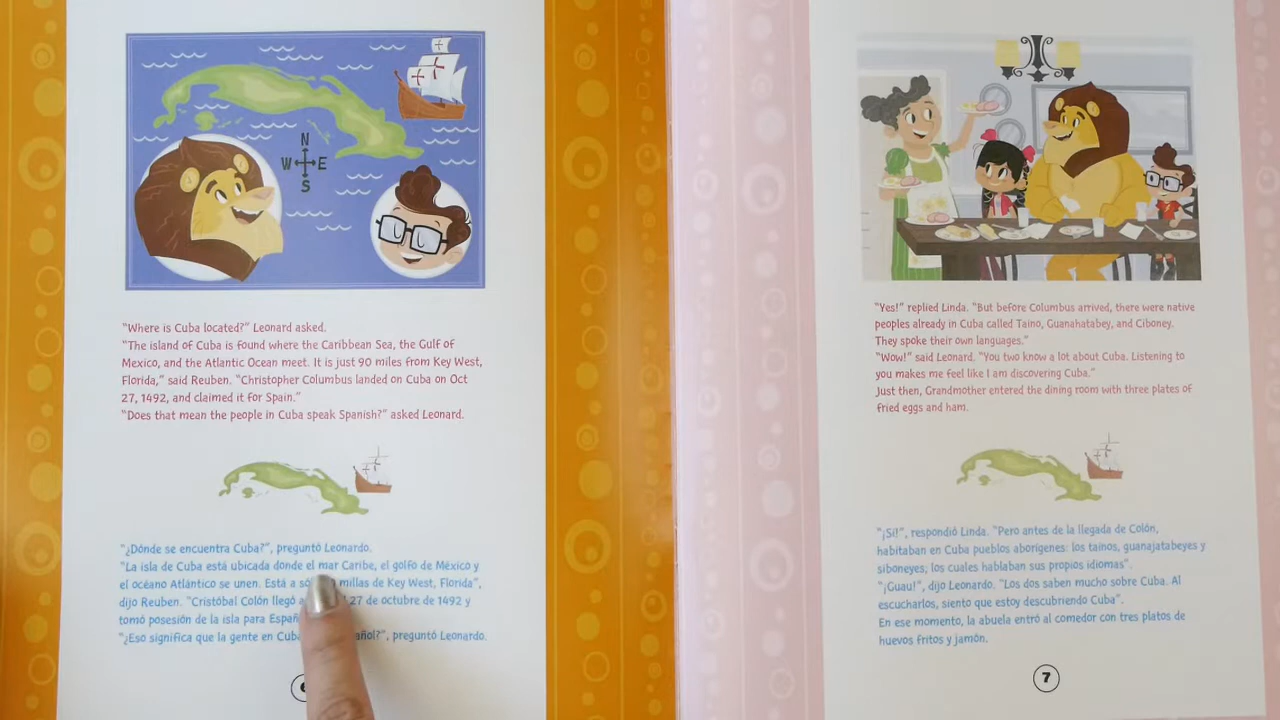 N
W E
S
"Where is Cuba located?" Leonard asked.
"The island of Cuba is found where the Caribbean Sea, the Gulf of
Mexico, and the Atlantic Ocean meet. It is just 90 miles from Key West,
Florida," said Reuben. "Christopher Columbus landed on Cuba on Oct
27, 1492, and claimed it for Spain."
"Does that mean the people in Cuba speak Spanish?" asked Leonard.
"¿Dónde se encuentra Cuba?", preguntó Leonardo.
"La isla de Cuba está ubicada donde el mar Caribe, el golfo de México y
el océano Atlántico se unen. Está a millas de Key West, Florida",
dijo Reuben. "Cristóbal Colón llegó 27 de octubre de 1492 y
tomó posesión de la isla para
"¿Eso significa que la gente en Cuba preguntó Leonardo.
"Yes!" replied Linda. "But before Columbus arrived, there were native
peoples already in Cuba called Taino, Guanahatabey, and Ciboney.
They spoke their own languages."
"Wow!" said Leonard. "You two know a lot about Cuba. Listening to
you makes me feel like I am discovering Cuba."
Just then, Grandmother entered the dining room with three plates of
fried eggs and ham.
"¡Sí!", respondió Linda. "Pero antes de la llegada de Colón,
habitaban en Cuba pueblos aborígenes: los taínos, guanajatabeyes y
siboneyes, los cuales hablaban sus propios idiomas".
"¡Guau!", dijo Leonardo. "Los dos saben mucho sobre Cuba. Al
escucharlos, siento que estoy descubriendo Cuba".
En ese momento, la abuela entró al comedor con tres platos de
huevos fritos y jamón.
7